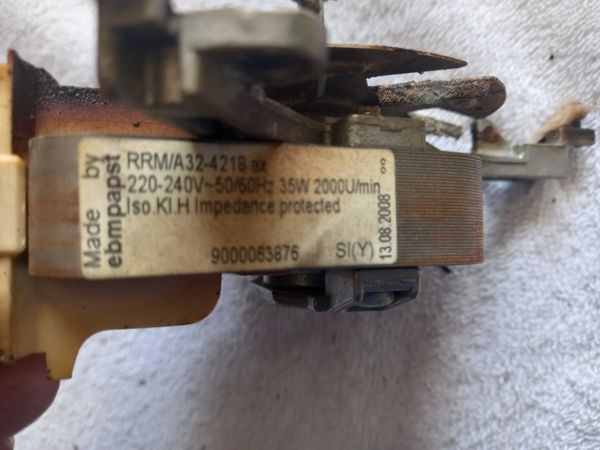 Made by
ebmpapst
RRM/A32-4218 ax
220-240V~50/60Hz 35W 2000U/min
Iso.Kl.H Impedance protected
9000063876 SI(Y)
13.08.2008